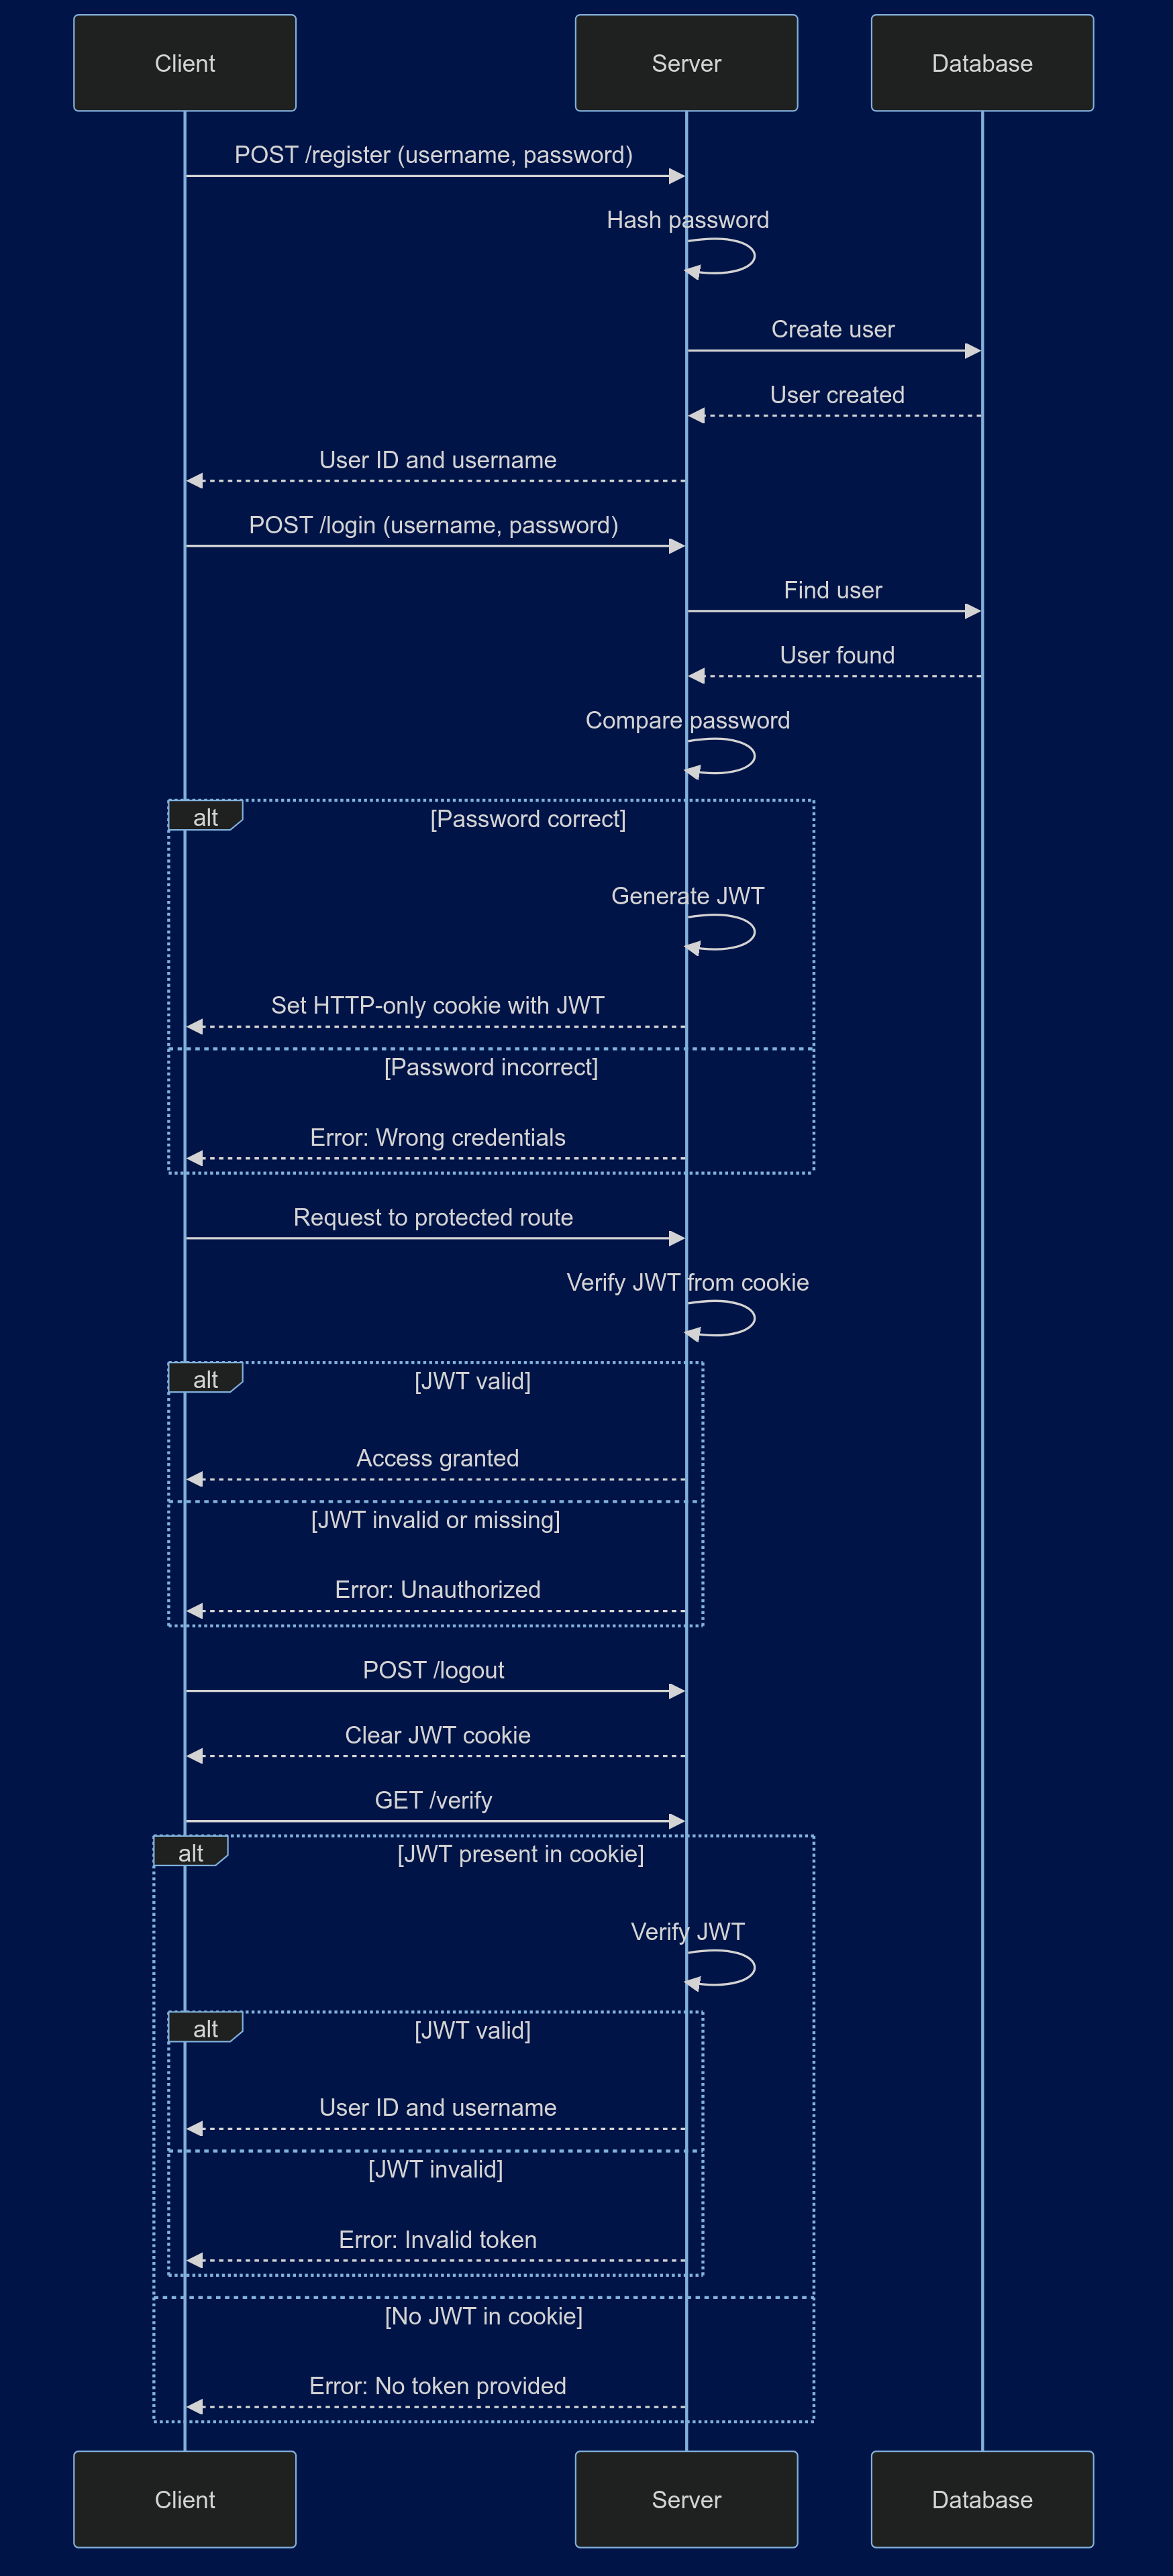 Client
Server
Database
POST /register (username, password)
Hash password
Create user
User created
User ID and username
POST /login (username, password)
Find user
User found
Compare password
alt
[Password correct]
Generate JWT
Set HTTP-only cookie with JWT
[Password incorrect]
Error: Wrong credentials
Request to protected route
Verify JWT from cookie
alt
[JWT valid]
Access granted
[JWT invalid or missing]
Error: Unauthorized
POST /logout
Clear JWT cookie
GET /verify
alt
[JWT present in cookie]
Verify JWT
alt
[JWT valid]
User ID and username
[JWT invalid]
Error: Invalid token
[No JWT in cookie]
Error: No token provided
Client
Server
Database